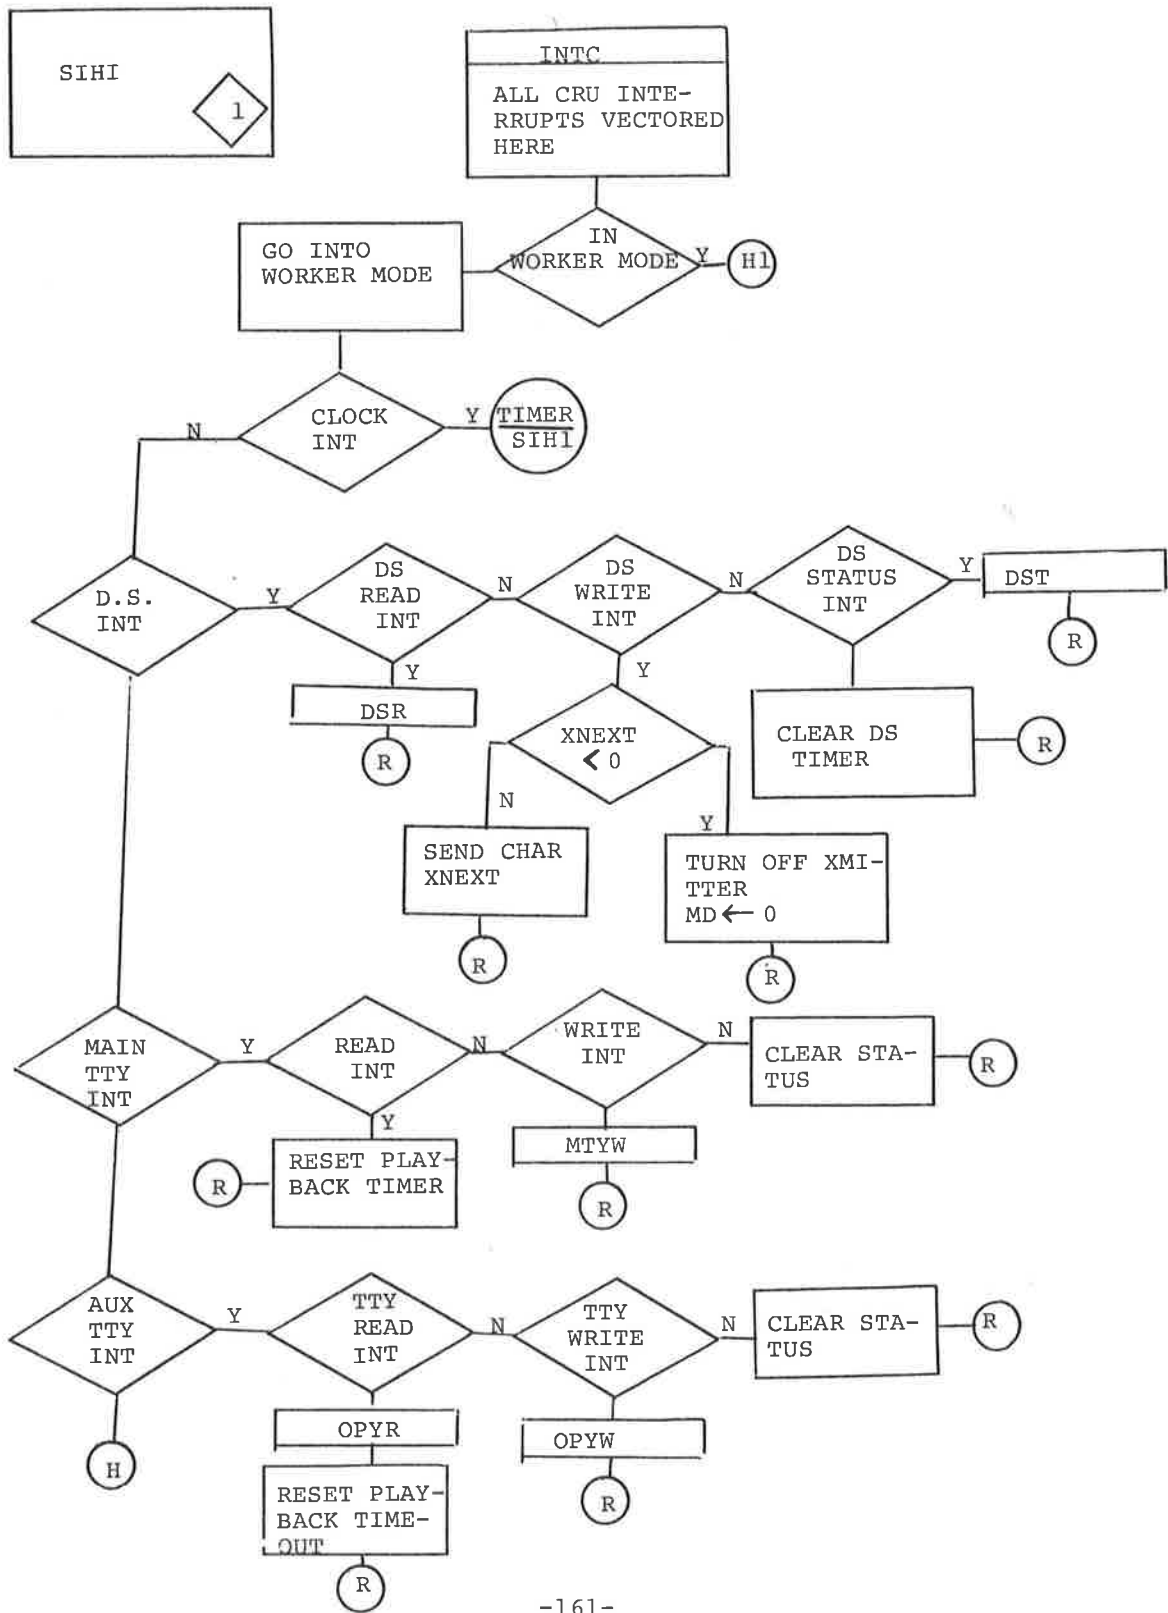 SIHI
1
INTC
ALL CRU INTE-
RRUPTS VECTORED
HERE
IN
WORKER MODE
Y
H1
GO INTO
WORKER MODE
CLOCK
INT
N
Y
TIMER
SIH1
D.S.
INT
Y
DS
READ
INT
N
DS
WRITE
INT
N
DS
STATUS
INT
Y
DST
R
Y
DSR
R
Y
XNEXT
< 0
CLEAR DS
TIMER
R
N
SEND CHAR
XNEXT
R
Y
TURN OFF XMI-
TTER
MD ← 0
R
MAIN
TTY
INT
Y
READ
INT
N
WRITE
INT
N
CLEAR STA-
TUS
R
Y
RESET PLAY-
BACK TIMER
R
MTYW
R
AUX
TTY
INT
Y
TTY
READ
INT
N
TTY
WRITE
INT
N
CLEAR STA-
TUS
R
H
OPYR
RESET PLAY-
BACK TIME-
OUT
R
OPYW
R
-161-